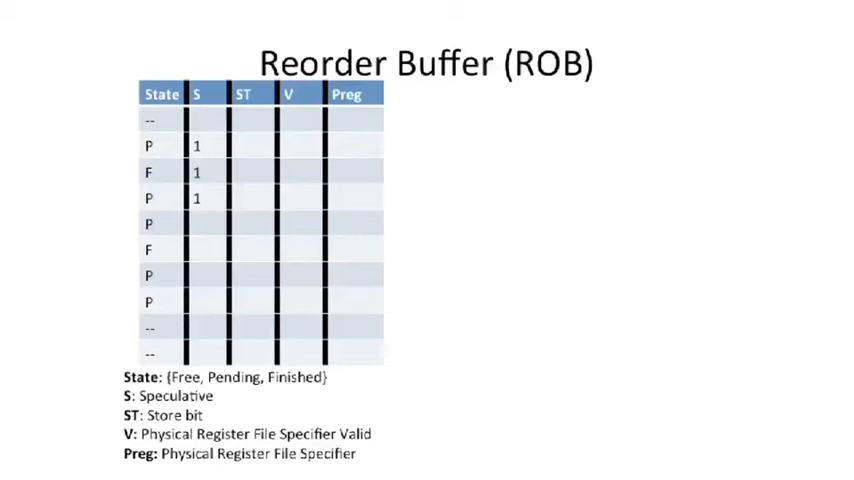 Reorder Buffer (ROB)
State S ST V Preg
--
P 1
F 1
P 1
P
F
P
P
--
--
State: {Free, Pending, Finished}
S: Speculative
ST: Store bit
V: Physical Register File Specifier Valid
Preg: Physical Register File Specifier